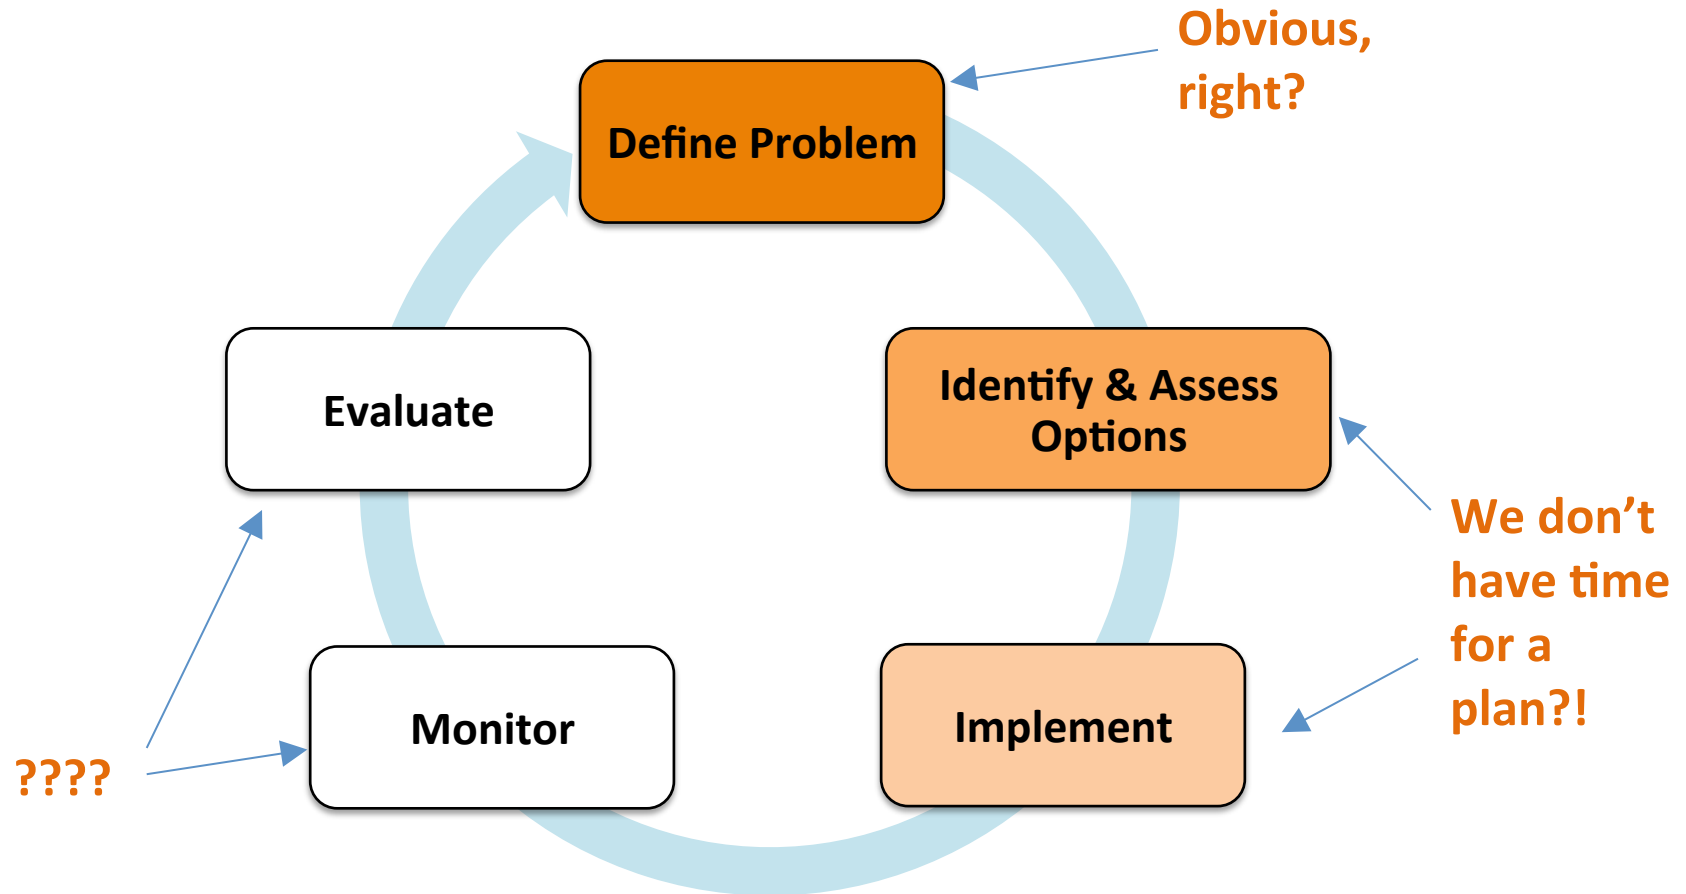 Obvious,
right?
Define Problem
Identify & Assess
Options
We don’t
have time
for a
plan?!
Implement
Monitor
????
Evaluate